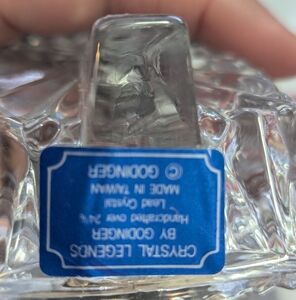 CRYSTAL LEGENDS
BY GODINGER
Handcrafted over 24%
Lead Crystal
MADE IN TAIWAN
© GODINGER